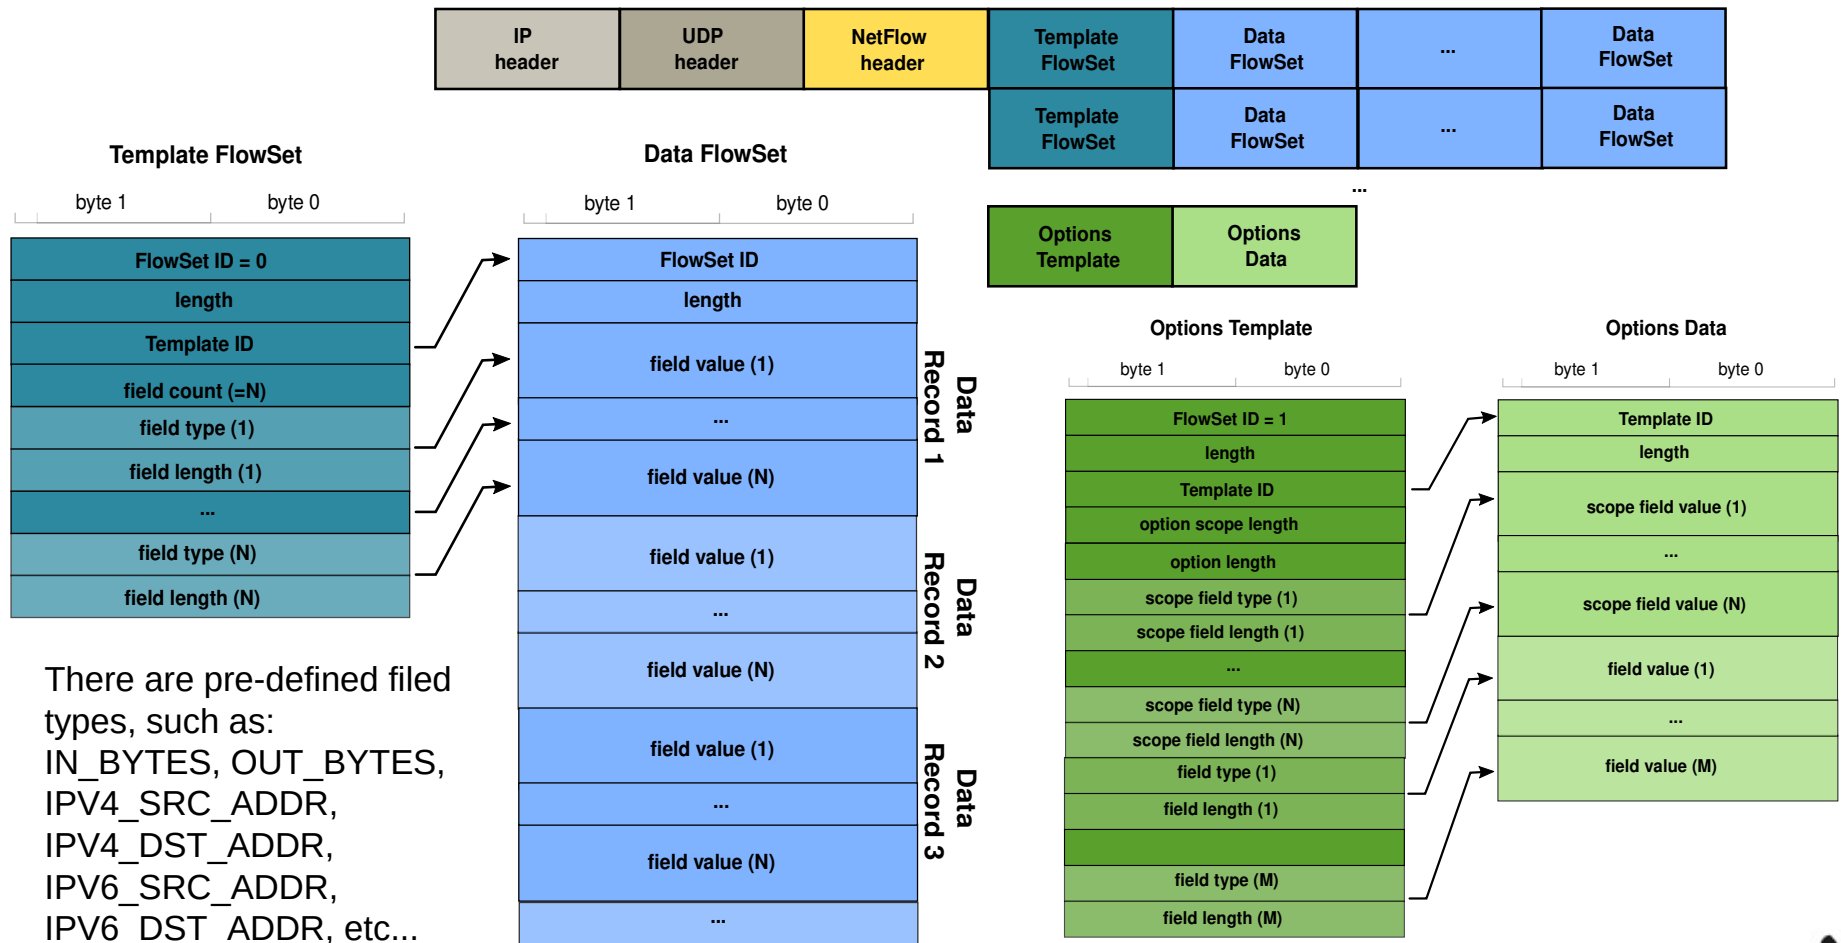 IP
header
UDP
header
NetFlow
header
Template
FlowSet
Data
FlowSet
...
Data
FlowSet
Template
FlowSet
Data
FlowSet
...
Data
FlowSet
...
Options
Template
Options
Data
Template FlowSet
byte 1 byte 0
FlowSet ID = 0
length
Template ID
field count (=N)
field type (1)
field length (1)
...
field type (N)
field length (N)
There are pre-defined filed
types, such as:
IN_BYTES, OUT_BYTES,
IPV4_SRC_ADDR,
IPV4_DST_ADDR,
IPV6_SRC_ADDR,
IPV6_DST_ADDR, etc...
Data FlowSet
byte 1 byte 0
FlowSet ID
length
field value (1)
...
field value (N)
Data
Record 1
field value (1)
...
field value (N)
Data
Record 2
field value (1)
...
field value (N)
Data
Record 3
...
Options Template
byte 1 byte 0
FlowSet ID = 1
length
Template ID
option scope length
option length
scope field type (1)
scope field length (1)
...
scope field type (N)
scope field length (N)
field type (1)
field length (1)
field type (M)
field length (M)
Options Data
byte 1 byte 0
Template ID
length
scope field value (1)
...
scope field value (N)
field value (1)
...
field value (M)